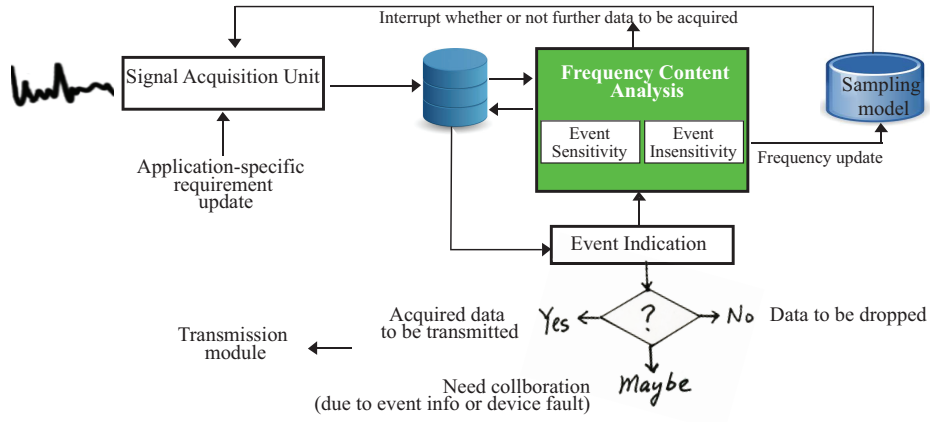 Interrupt whether or not further data to be acquired
Signal Acquisition Unit
Frequency Content
Analysis
Event
Sensitivity
Event
Insensitivity
Sampling
model
Frequency update
Application-specific
requirement
update
Event Indication
Acquired data
to be transmitted
Yes
?
No
Data to be dropped
Transmission
module
Need collboration
(due to event info or device fault)
Maybe